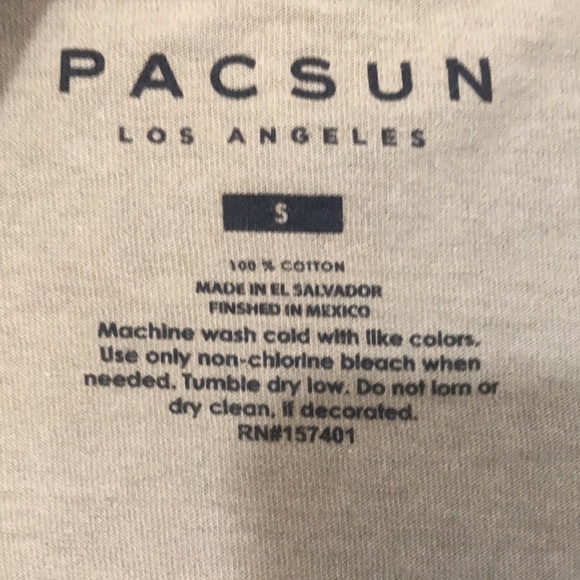 PACSUN
LOS ANGELES
S
100 % COTTON
MADE IN EL SALVADOR
FINSHED IN MEXICO
Machine wash cold with like colors.
Use only non-chlorine bleach when
needed. Tumble dry low. Do not lorn or
dry clean. If decorated.
RN#157401